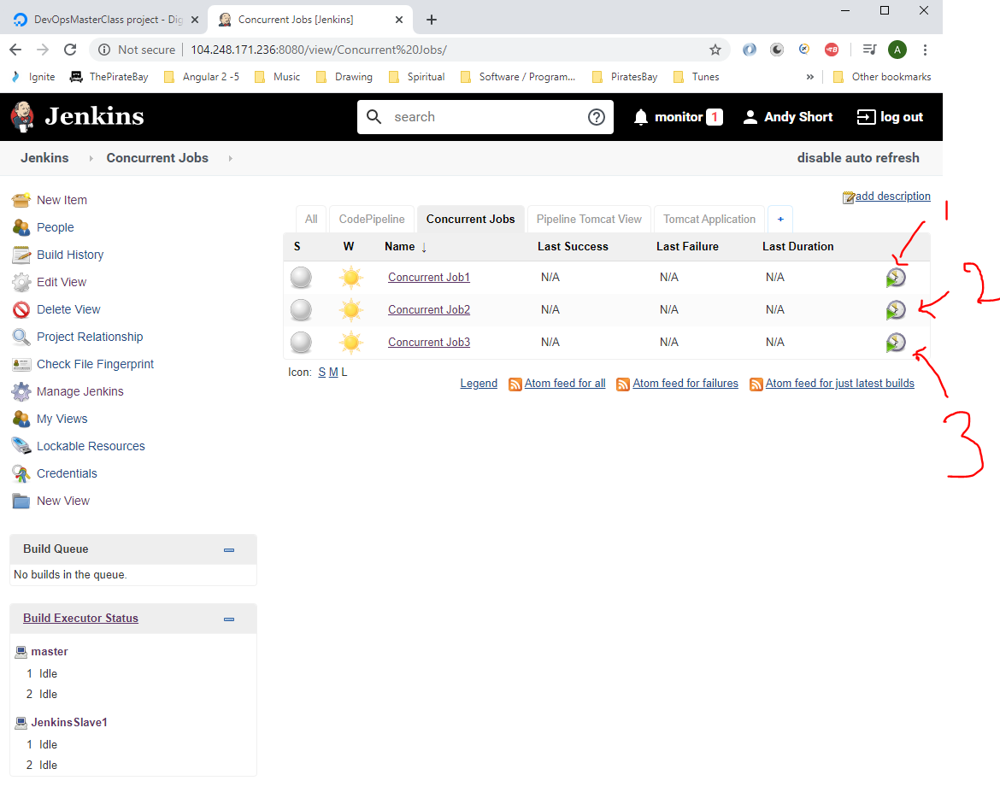 DevOpsMasterClass project - Dig
Concurrent Jobs [Jenkins]
Not secure
104.248.171.236:8080/view/Concurrent%20Jobs/
A
Ignite
ThePirateBay
Angular 2 -5
Music
Drawing
Spiritual
Software / Program...
PiratesBay
Tunes
Other bookmarks
Jenkins
search
monitor 1
Andy Short
log out
Jenkins
Concurrent Jobs
disable auto refresh
New Item
People
Build History
Edit View
Delete View
Project Relationship
Check File Fingerprint
Manage Jenkins
My Views
Lockable Resources
Credentials
New View
Build Queue
No builds in the queue.
Build Executor Status
master
1 Idle
2 Idle
JenkinsSlave1
1 Idle
2 Idle
add description
All CodePipeline Concurrent Jobs Pipeline Tomcat View Tomcat Application +
S W Name ↓ Last Success Last Failure Last Duration
Concurrent Job1 N/A N/A N/A
Concurrent Job2 N/A N/A N/A
Concurrent Job3 N/A N/A N/A
Icon: S M L
Legend Atom feed for all Atom feed for failures Atom feed for just latest builds
1
2
3